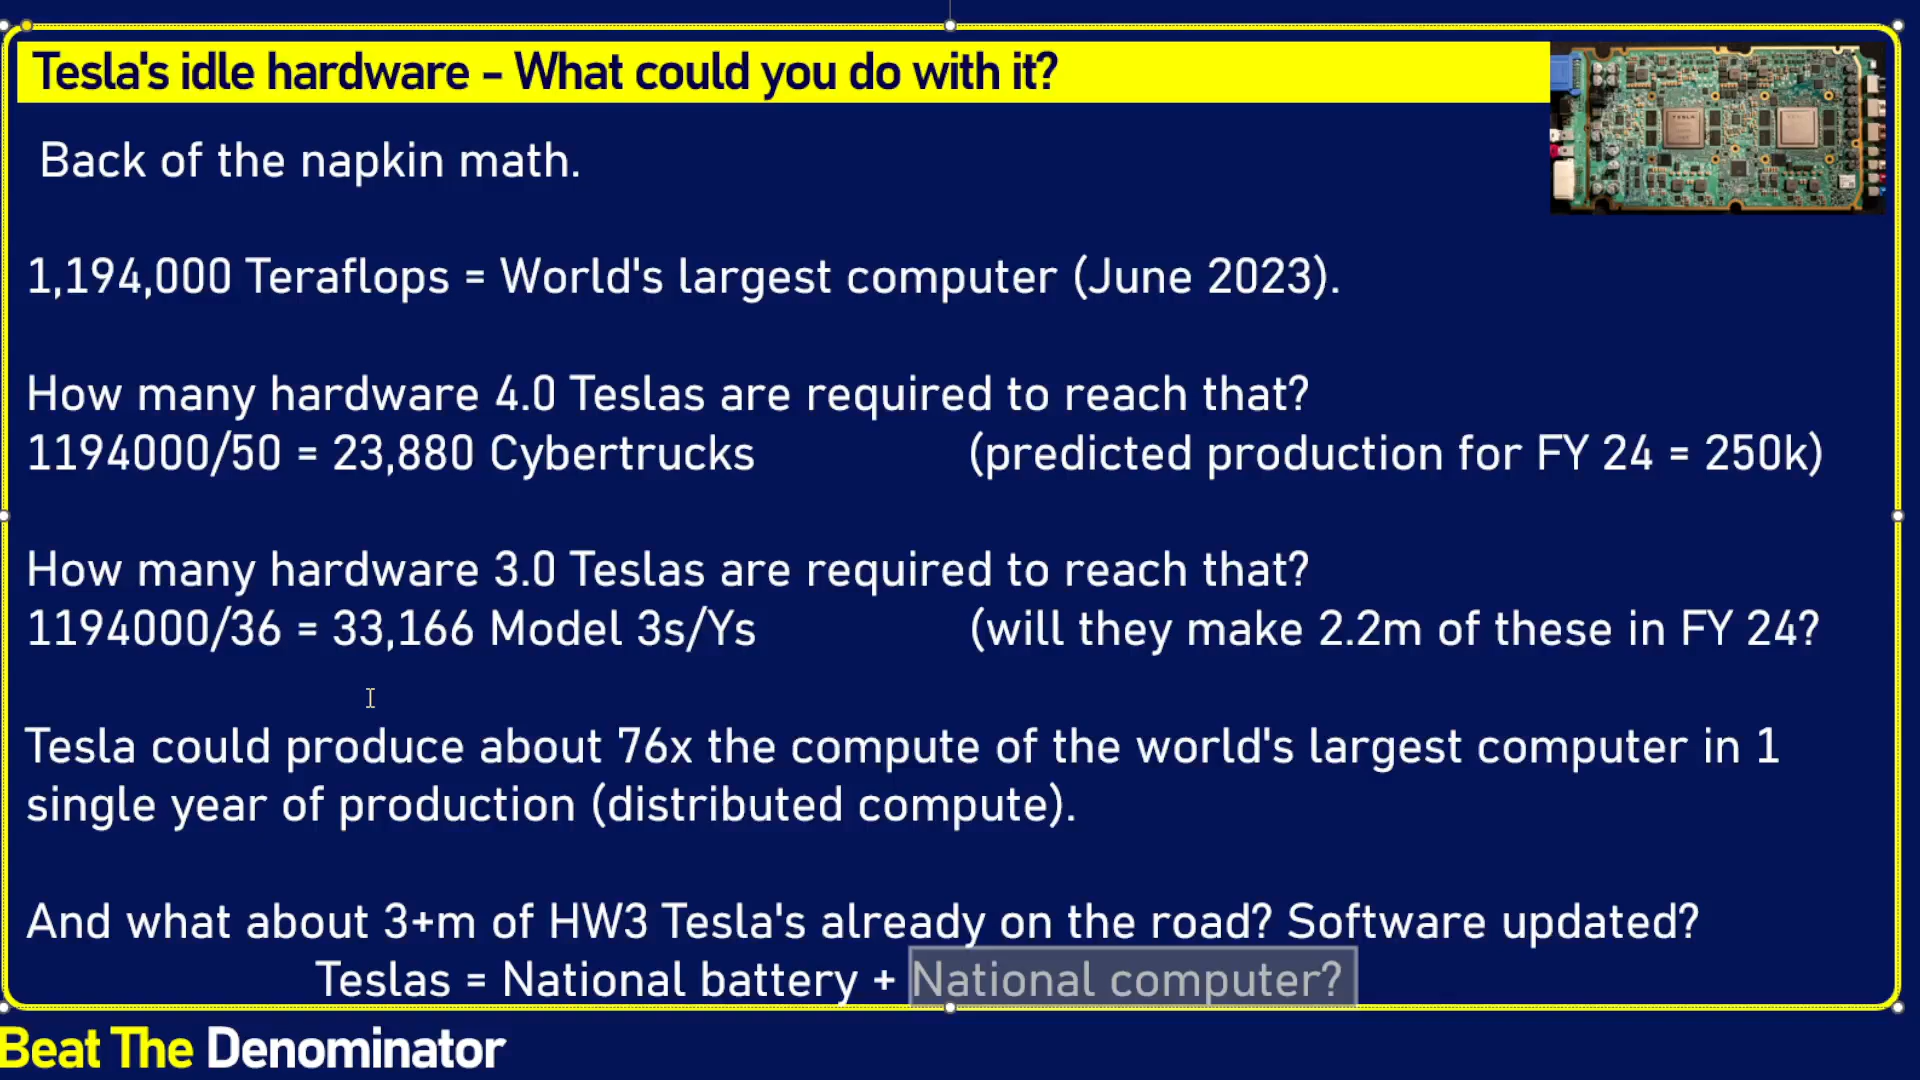 Tesla's idle hardware - What could you do with it?
Back of the napkin math.
1,194,000 Teraflops = World's largest computer (June 2023).
How many hardware 4.0 Teslas are required to reach that?
1194000/50 = 23,880 Cybertrucks (predicted production for FY 24 = 250k)
How many hardware 3.0 Teslas are required to reach that?
1194000/36 = 33,166 Model 3s/Ys (will they make 2.2m of these in FY 24?
Tesla could produce about 76x the compute of the world's largest computer in 1
single year of production (distributed compute).
And what about 3+m of HW3 Tesla's already on the road? Software updated?
Teslas = National battery + National computer?
Beat The Denominator